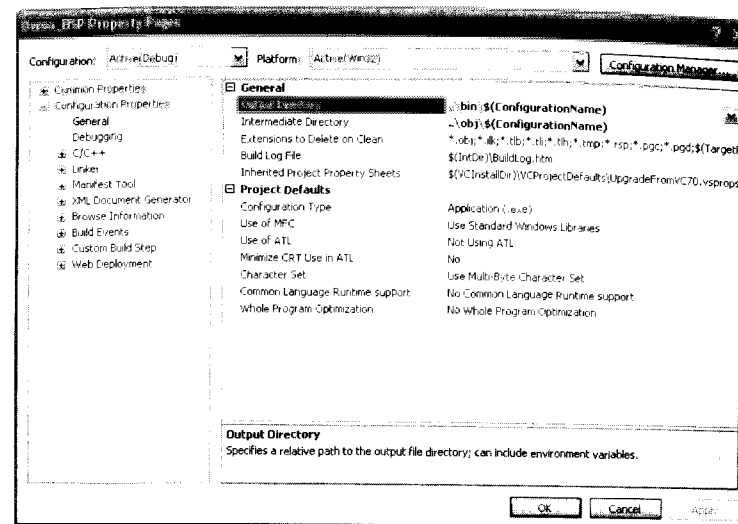 BSP Property Pages
Configuration: Active(Debug) Platform: Active(Win32) Configuration Manager...
Common Properties
Configuration Properties
General
Debugging
C/C++
Linker
Manifest Tool
XML Document Generator
Browse Information
Build Events
Custom Build Step
Web Deployment
General
Output Directory ..\bin\$(ConfigurationName)
Intermediate Directory ..\obj\$(ConfigurationName)
Extensions to Delete on Clean *.obj;*.ilk;*.tlb;*.tli;*.tlh;*.tmp;*.rsp;*.pgc;*.pgd;$(Target
Build Log File $(IntDir)\BuildLog.htm
Inherited Project Property Sheets $(VCInstallDir)VCProjectDefaults\UpgradeFromVC70.vsprops
Project Defaults
Configuration Type Application (.exe)
Use of MFC Use Standard Windows Libraries
Use of ATL Not Using ATL
Minimize CRT Use in ATL No
Character Set Use Multi-Byte Character Set
Common Language Runtime support No Common Language Runtime support
Whole Program Optimization No Whole Program Optimization
Output Directory
Specifies a relative path to the output file directory; can include environment variables.
OK Cancel Apply